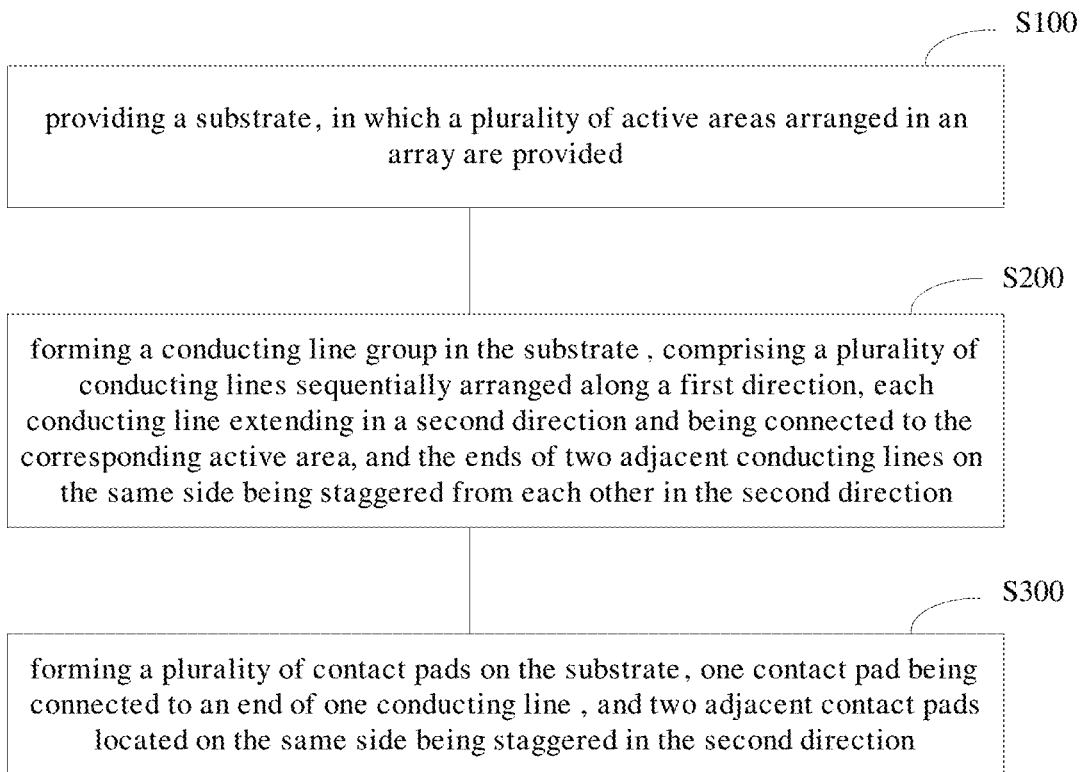 S100
providing a substrate, in which a plurality of active areas arranged in an
array are provided
S200
forming a conducting line group in the substrate , comprising a plurality of
conducting lines sequentially arranged along a first direction, each
conducting line extending in a second direction and being connected to the
corresponding active area, and the ends of two adjacent conducting lines on
the same side being staggered from each other in the second direction
S300
forming a plurality of contact pads on the substrate, one contact pad being
connected to an end of one conducting line , and two adjacent contact pads
located on the same side being staggered in the second direction